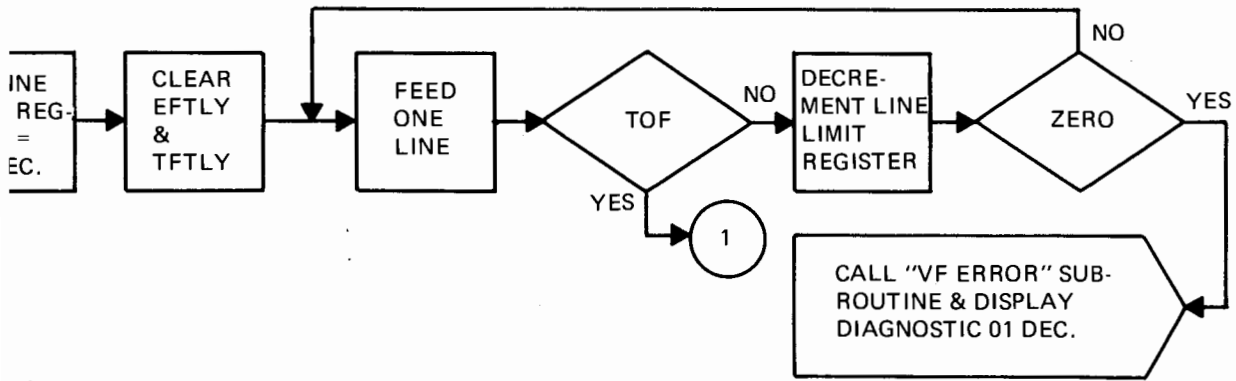 INE
REG-
=
EC.
CLEAR
EFTLY
&
TFTLY
FEED
ONE
LINE
TOF
YES
1
NO
DECRE-
MENT LINE
LIMIT
REGISTER
ZERO
NO
YES
CALL "VF ERROR" SUB-
ROUTINE & DISPLAY
DIAGNOSTIC 01 DEC.